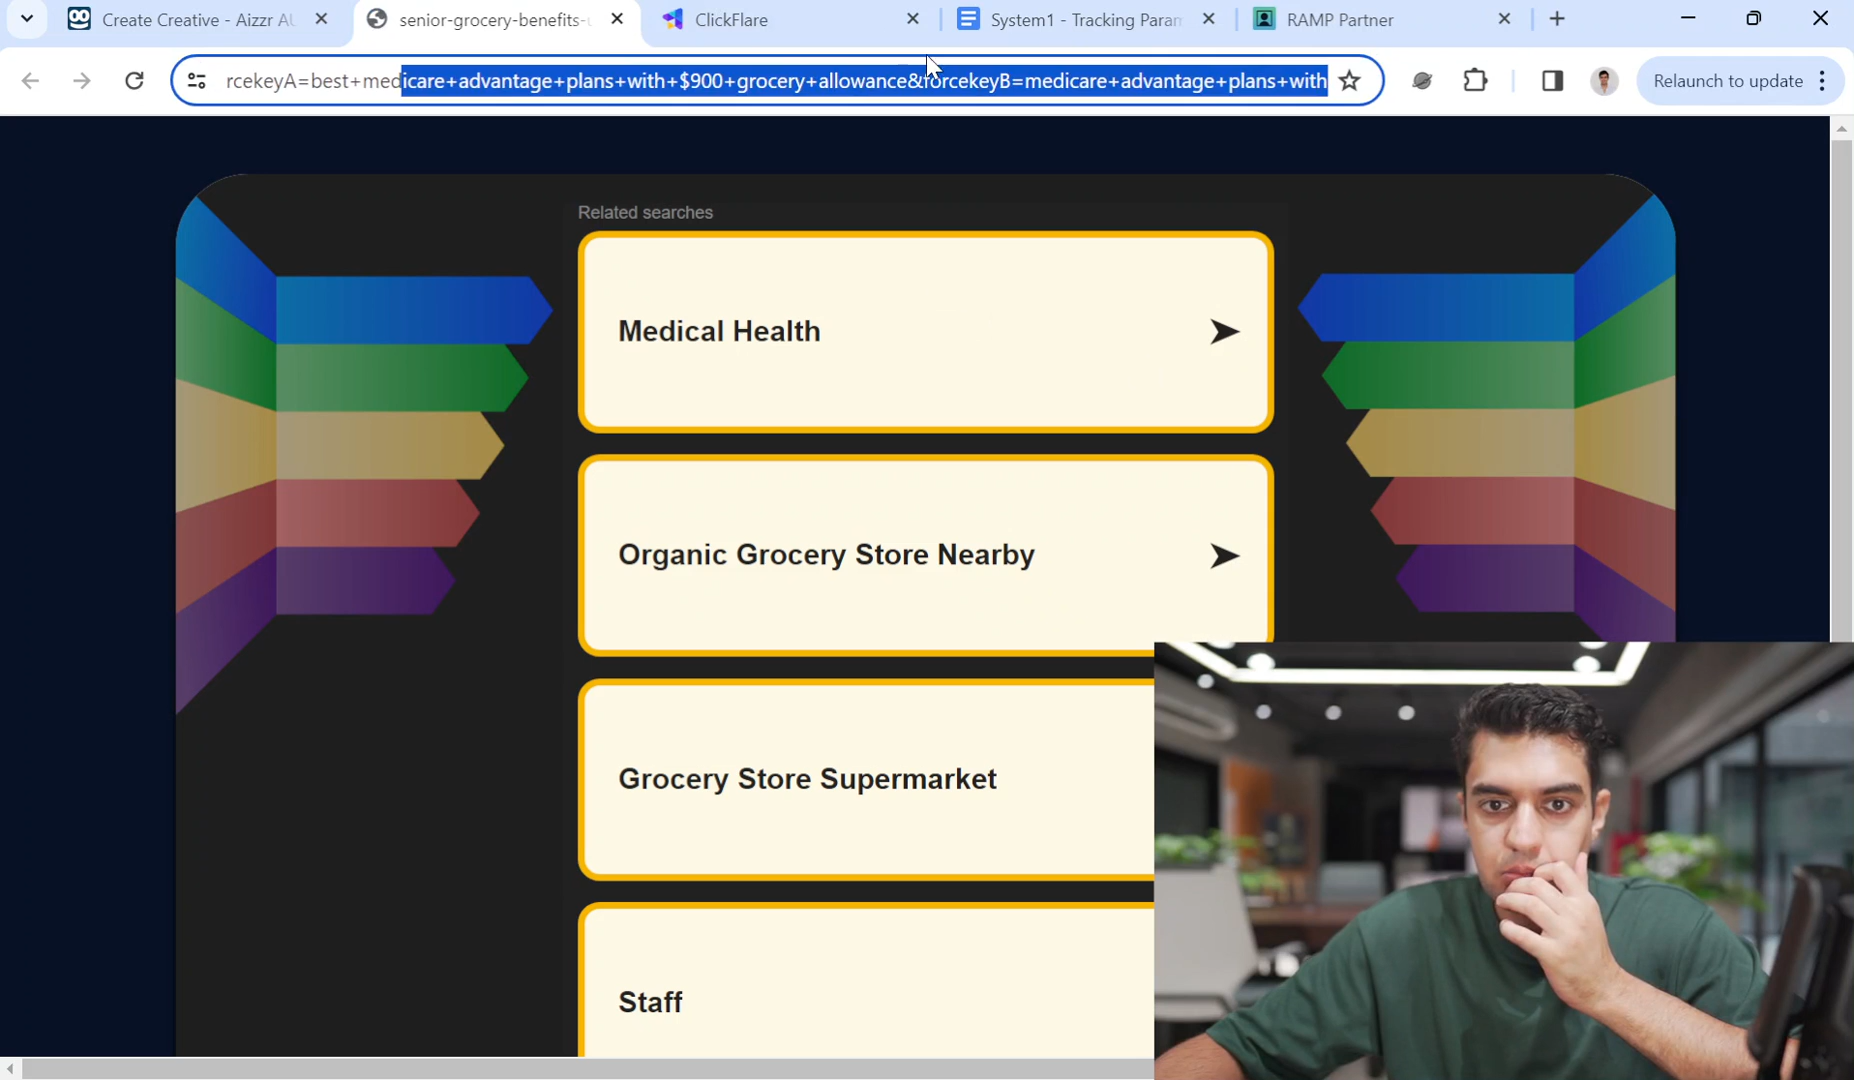 Create Creative - Aizzr AU
senior-grocery-benefits-u
ClickFlare
System1 - Tracking Param
RAMP Partner
rcekeyA=best+medicare+advantage+plans+with+$900+grocery+allowance&forcekeyB=medicare+advantage+plans+with
Relaunch to update
Related searches
Medical Health
Organic Grocery Store Nearby
Grocery Store Supermarket
Staff